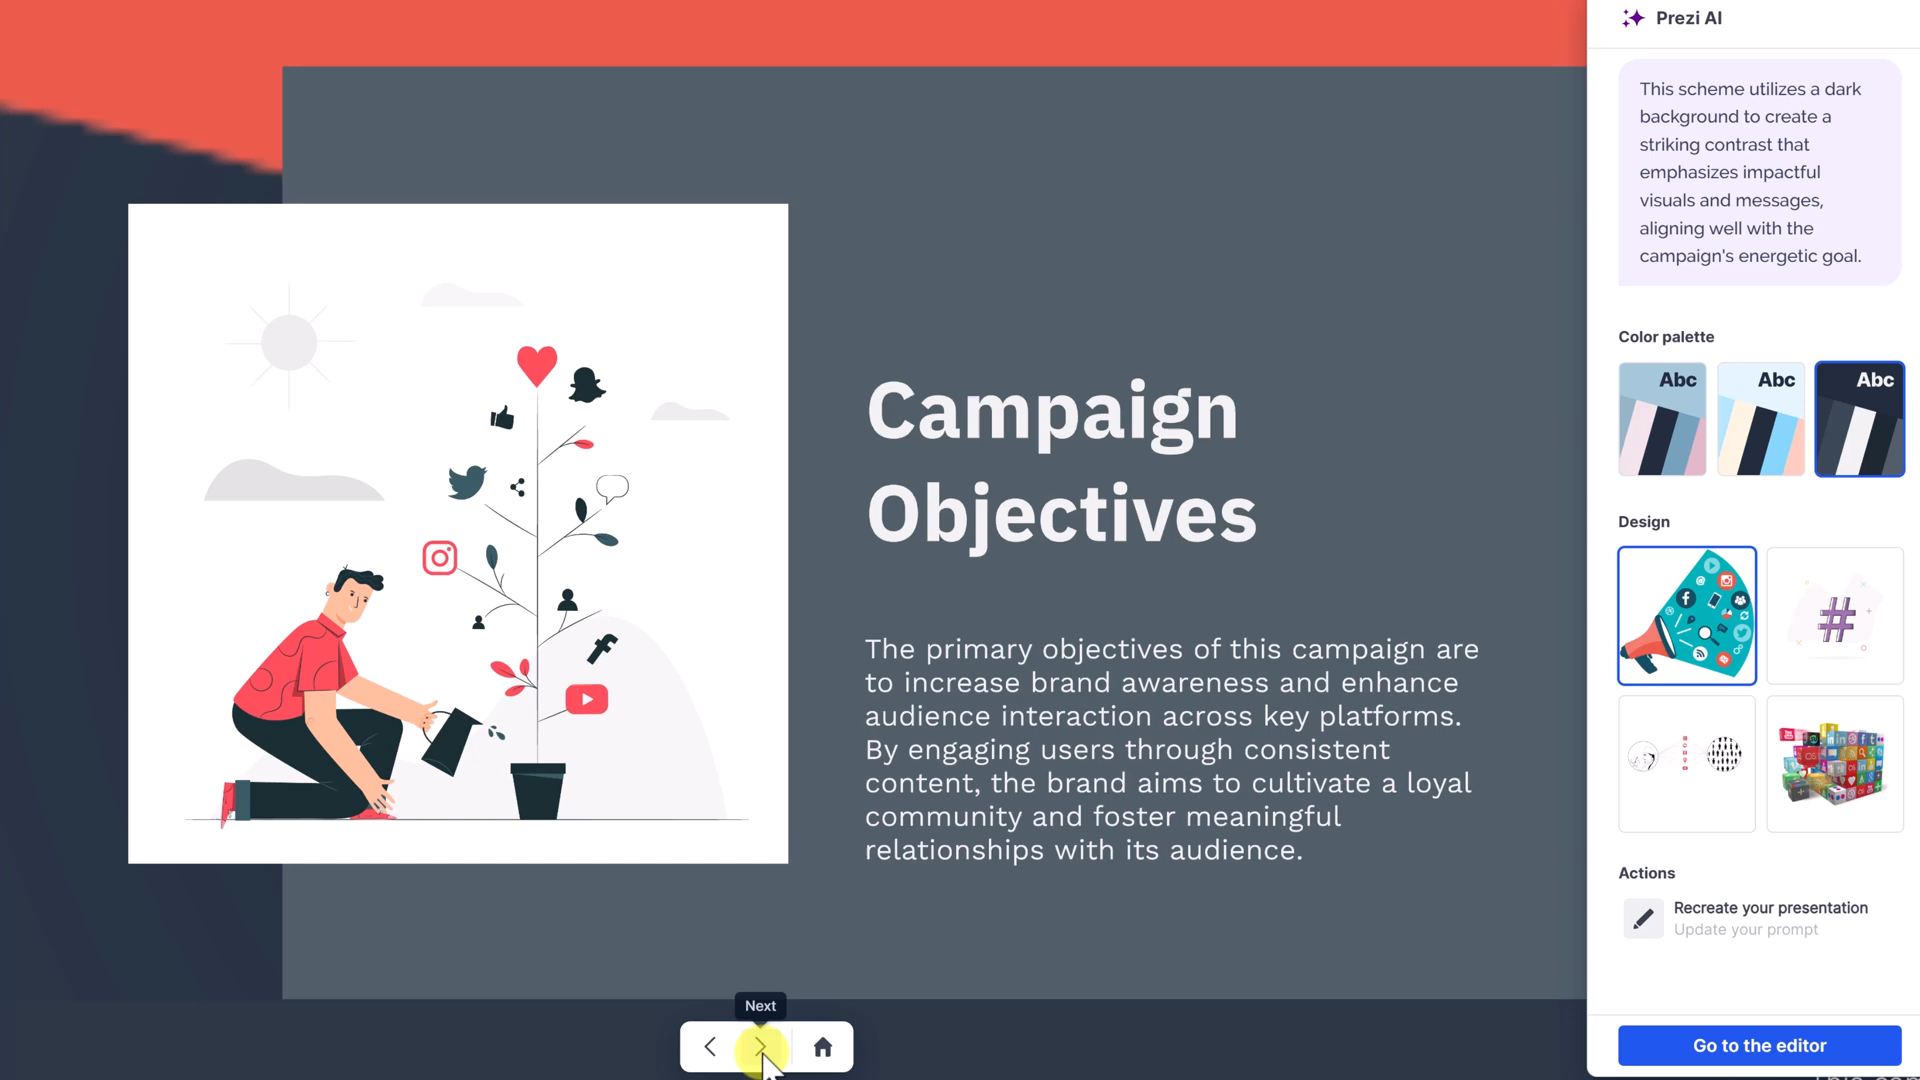 Prezi AI
This scheme utilizes a dark
background to create a
striking contrast that
emphasizes impactful
visuals and messages,
aligning well with the
campaign's energetic goal.
Color palette
Abc
Abc
Abc
Design
Actions
Recreate your presentation
Update your prompt
Go to the editor
Campaign
Objectives
The primary objectives of this campaign are
to increase brand awareness and enhance
audience interaction across key platforms.
By engaging users through consistent
content, the brand aims to cultivate a loyal
community and foster meaningful
relationships with its audience.
Next